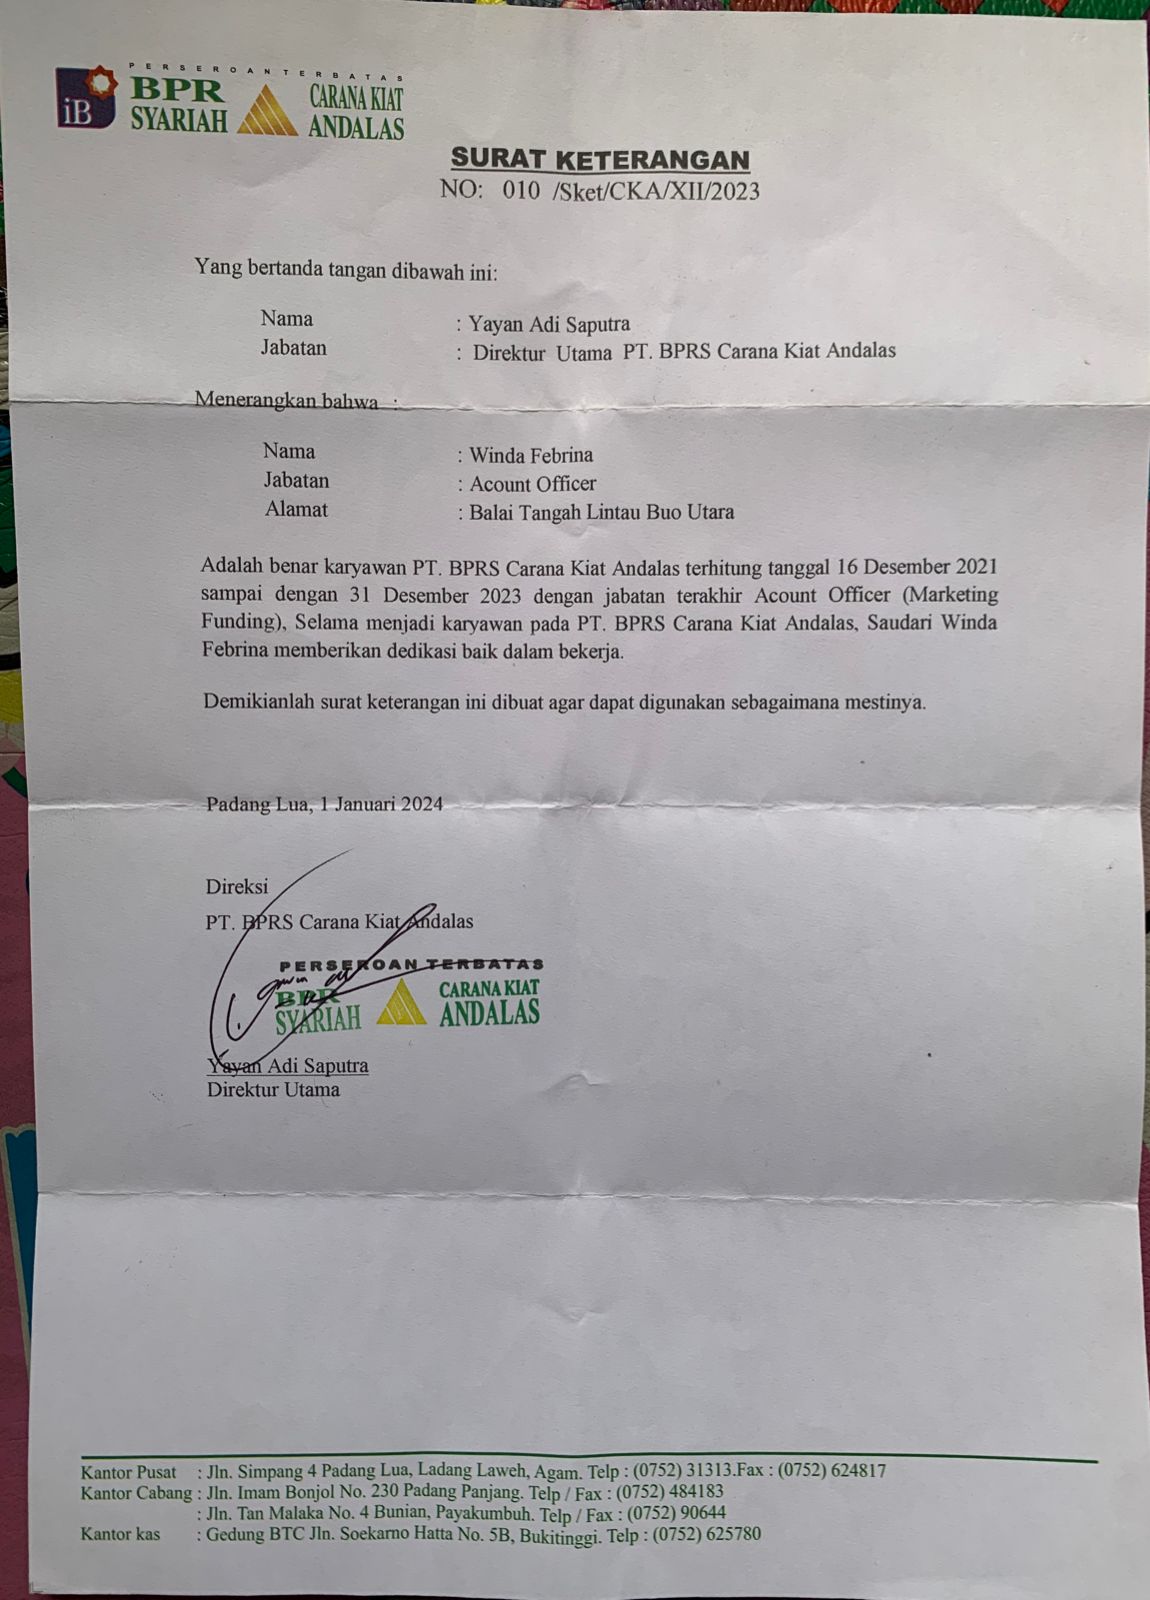 PERSEROAN TERBATAS
iB BPR SYARIAH CARANA KIAT ANDALAS
SURAT KETERANGAN
NO: 010 /Sket/CKA/XII/2023
Yang bertanda tangan dibawah ini:
Nama : Yayan Adi Saputra
Jabatan : Direktur Utama PT. BPRS Carana Kiat Andalas
Menerangkan bahwa :
Nama : Winda Febrina
Jabatan : Acount Officer
Alamat : Balai Tangah Lintau Buo Utara
Adalah benar karyawan PT. BPRS Carana Kiat Andalas terhitung tanggal 16 Desember 2021
sampai dengan 31 Desember 2023 dengan jabatan terakhir Acount Officer (Marketing
Funding), Selama menjadi karyawan pada PT. BPRS Carana Kiat Andalas, Saudari Winda
Febrina memberikan dedikasi baik dalam bekerja.
Demikianlah surat keterangan ini dibuat agar dapat digunakan sebagaimana mestinya.
Padang Lua, 1 Januari 2024
Direksi
PT. BPRS Carana Kiat Andalas
PERSEROAN TERBATAS
BPR SYARIAH CARANA KIAT ANDALAS
Yayan Adi Saputra
Direktur Utama
Kantor Pusat : Jln. Simpang 4 Padang Lua, Ladang Laweh, Agam. Telp : (0752) 31313.Fax : (0752) 624817
Kantor Cabang : Jln. Imam Bonjol No. 230 Padang Panjang. Telp / Fax : (0752) 484183
: Jln. Tan Malaka No. 4 Bunian, Payakumbuh. Telp / Fax : (0752) 90644
Kantor kas : Gedung BTC Jln. Soekarno Hatta No. 5B, Bukitinggi. Telp : (0752) 625780